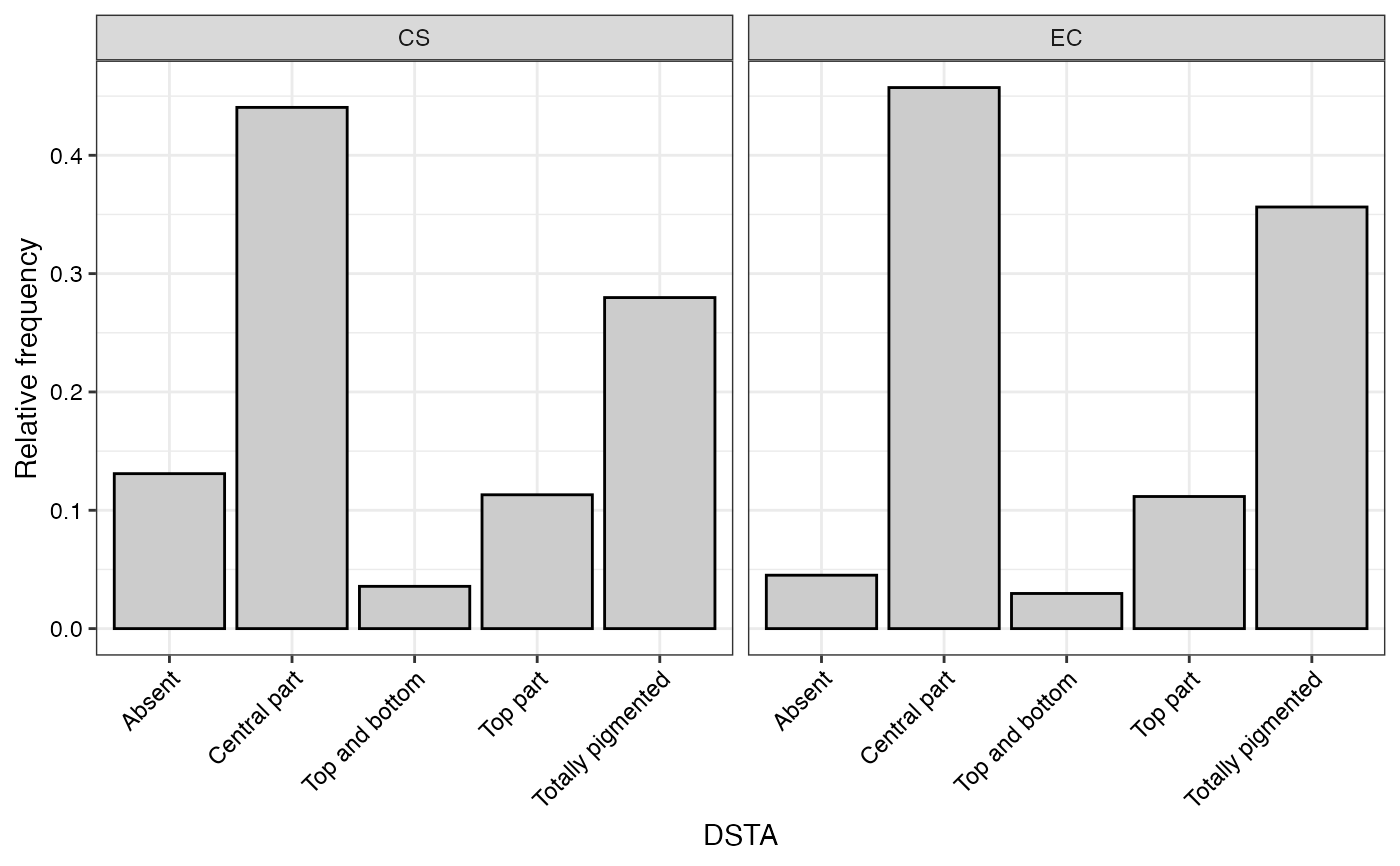 CS
EC
Relative frequency
0.4
0.3
0.2
0.1
0.0
Absent
Central part
Top and bottom
Top part
Totally pigmented
Absent
Central part
Top and bottom
Top part
Totally pigmented
DSTA